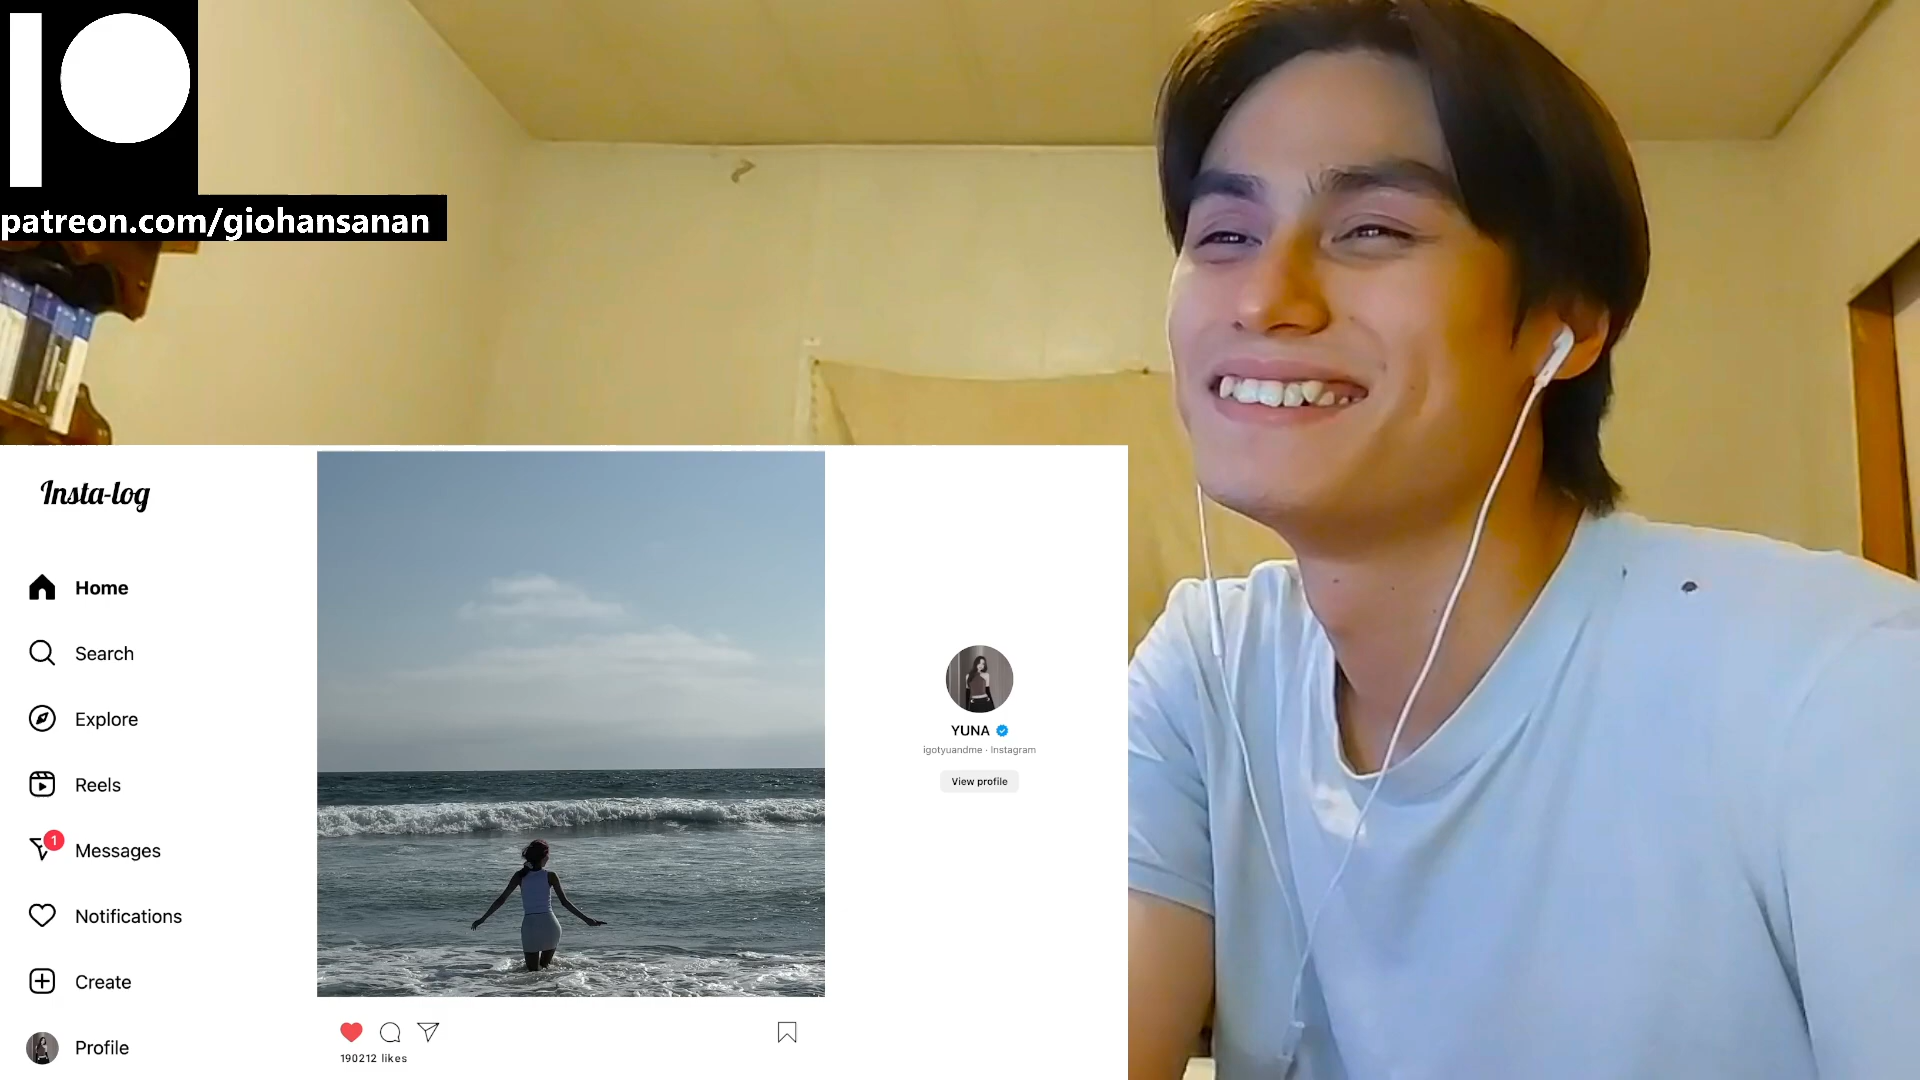 patreon.com/giohansanan
Insta-log
Home
Search
Explore
Reels
1
Messages
Notifications
Create
Profile
190212 likes
YUNA
igotyuandme · Instagram
View profile